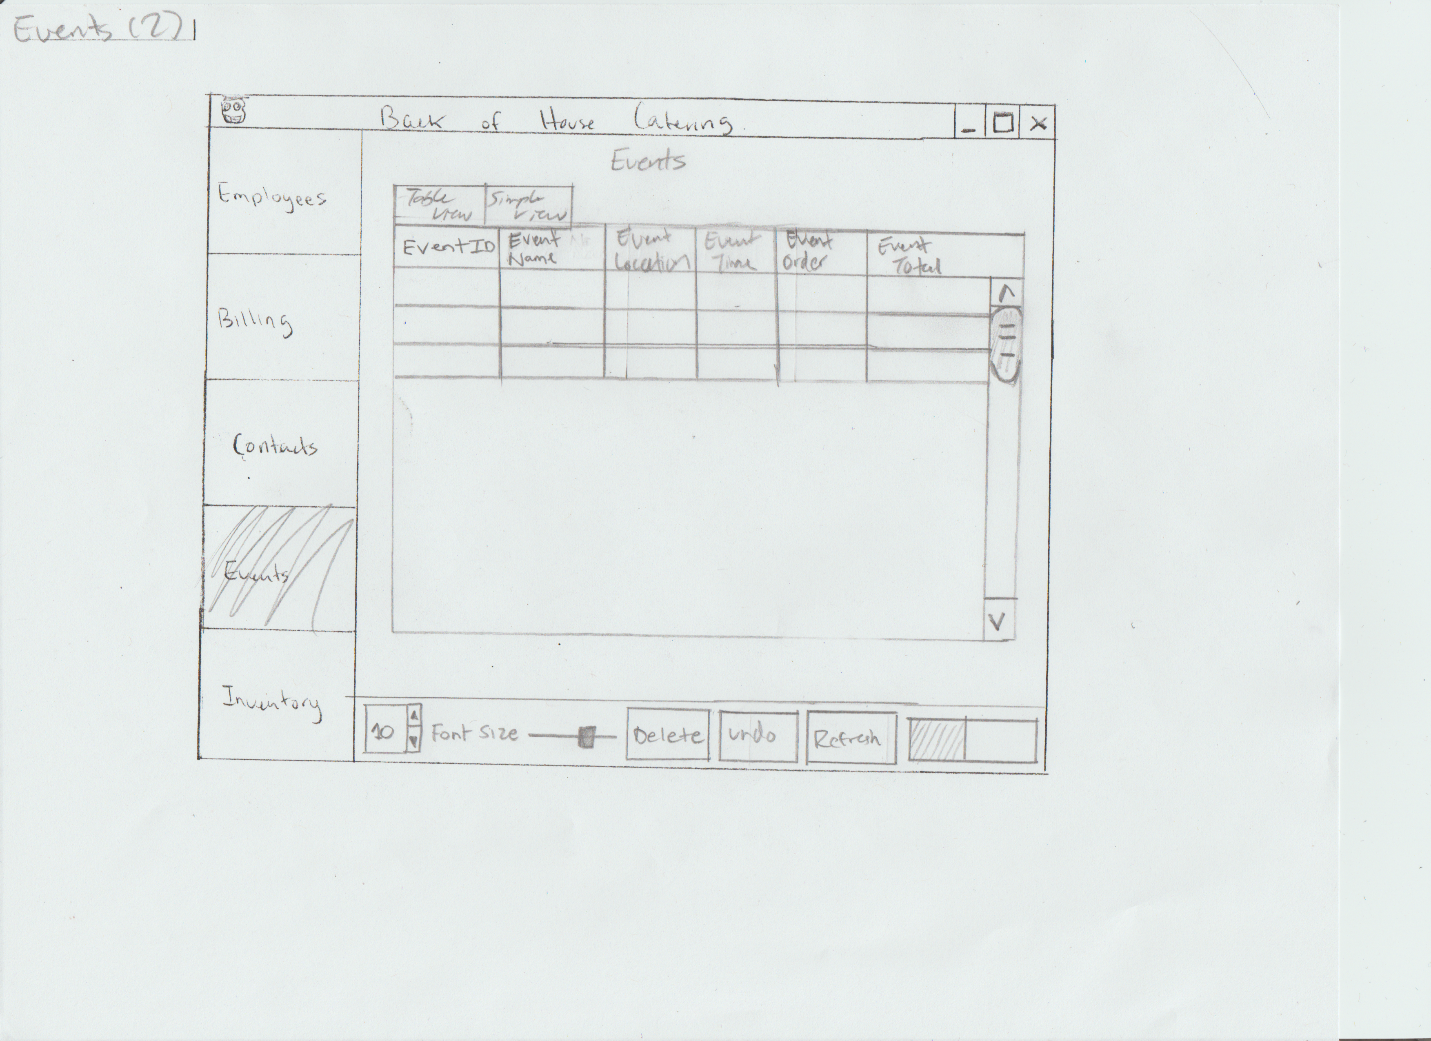 Events (2)
Back of House Catering
Events
Employees
Table
View
Simple
View
EventID
Event
Name
Event
Location
Event
Time
Event
Order
Event
Total
Billing
Contacts
Events
Inventory
10
Font Size
Delete
undo
Refresh